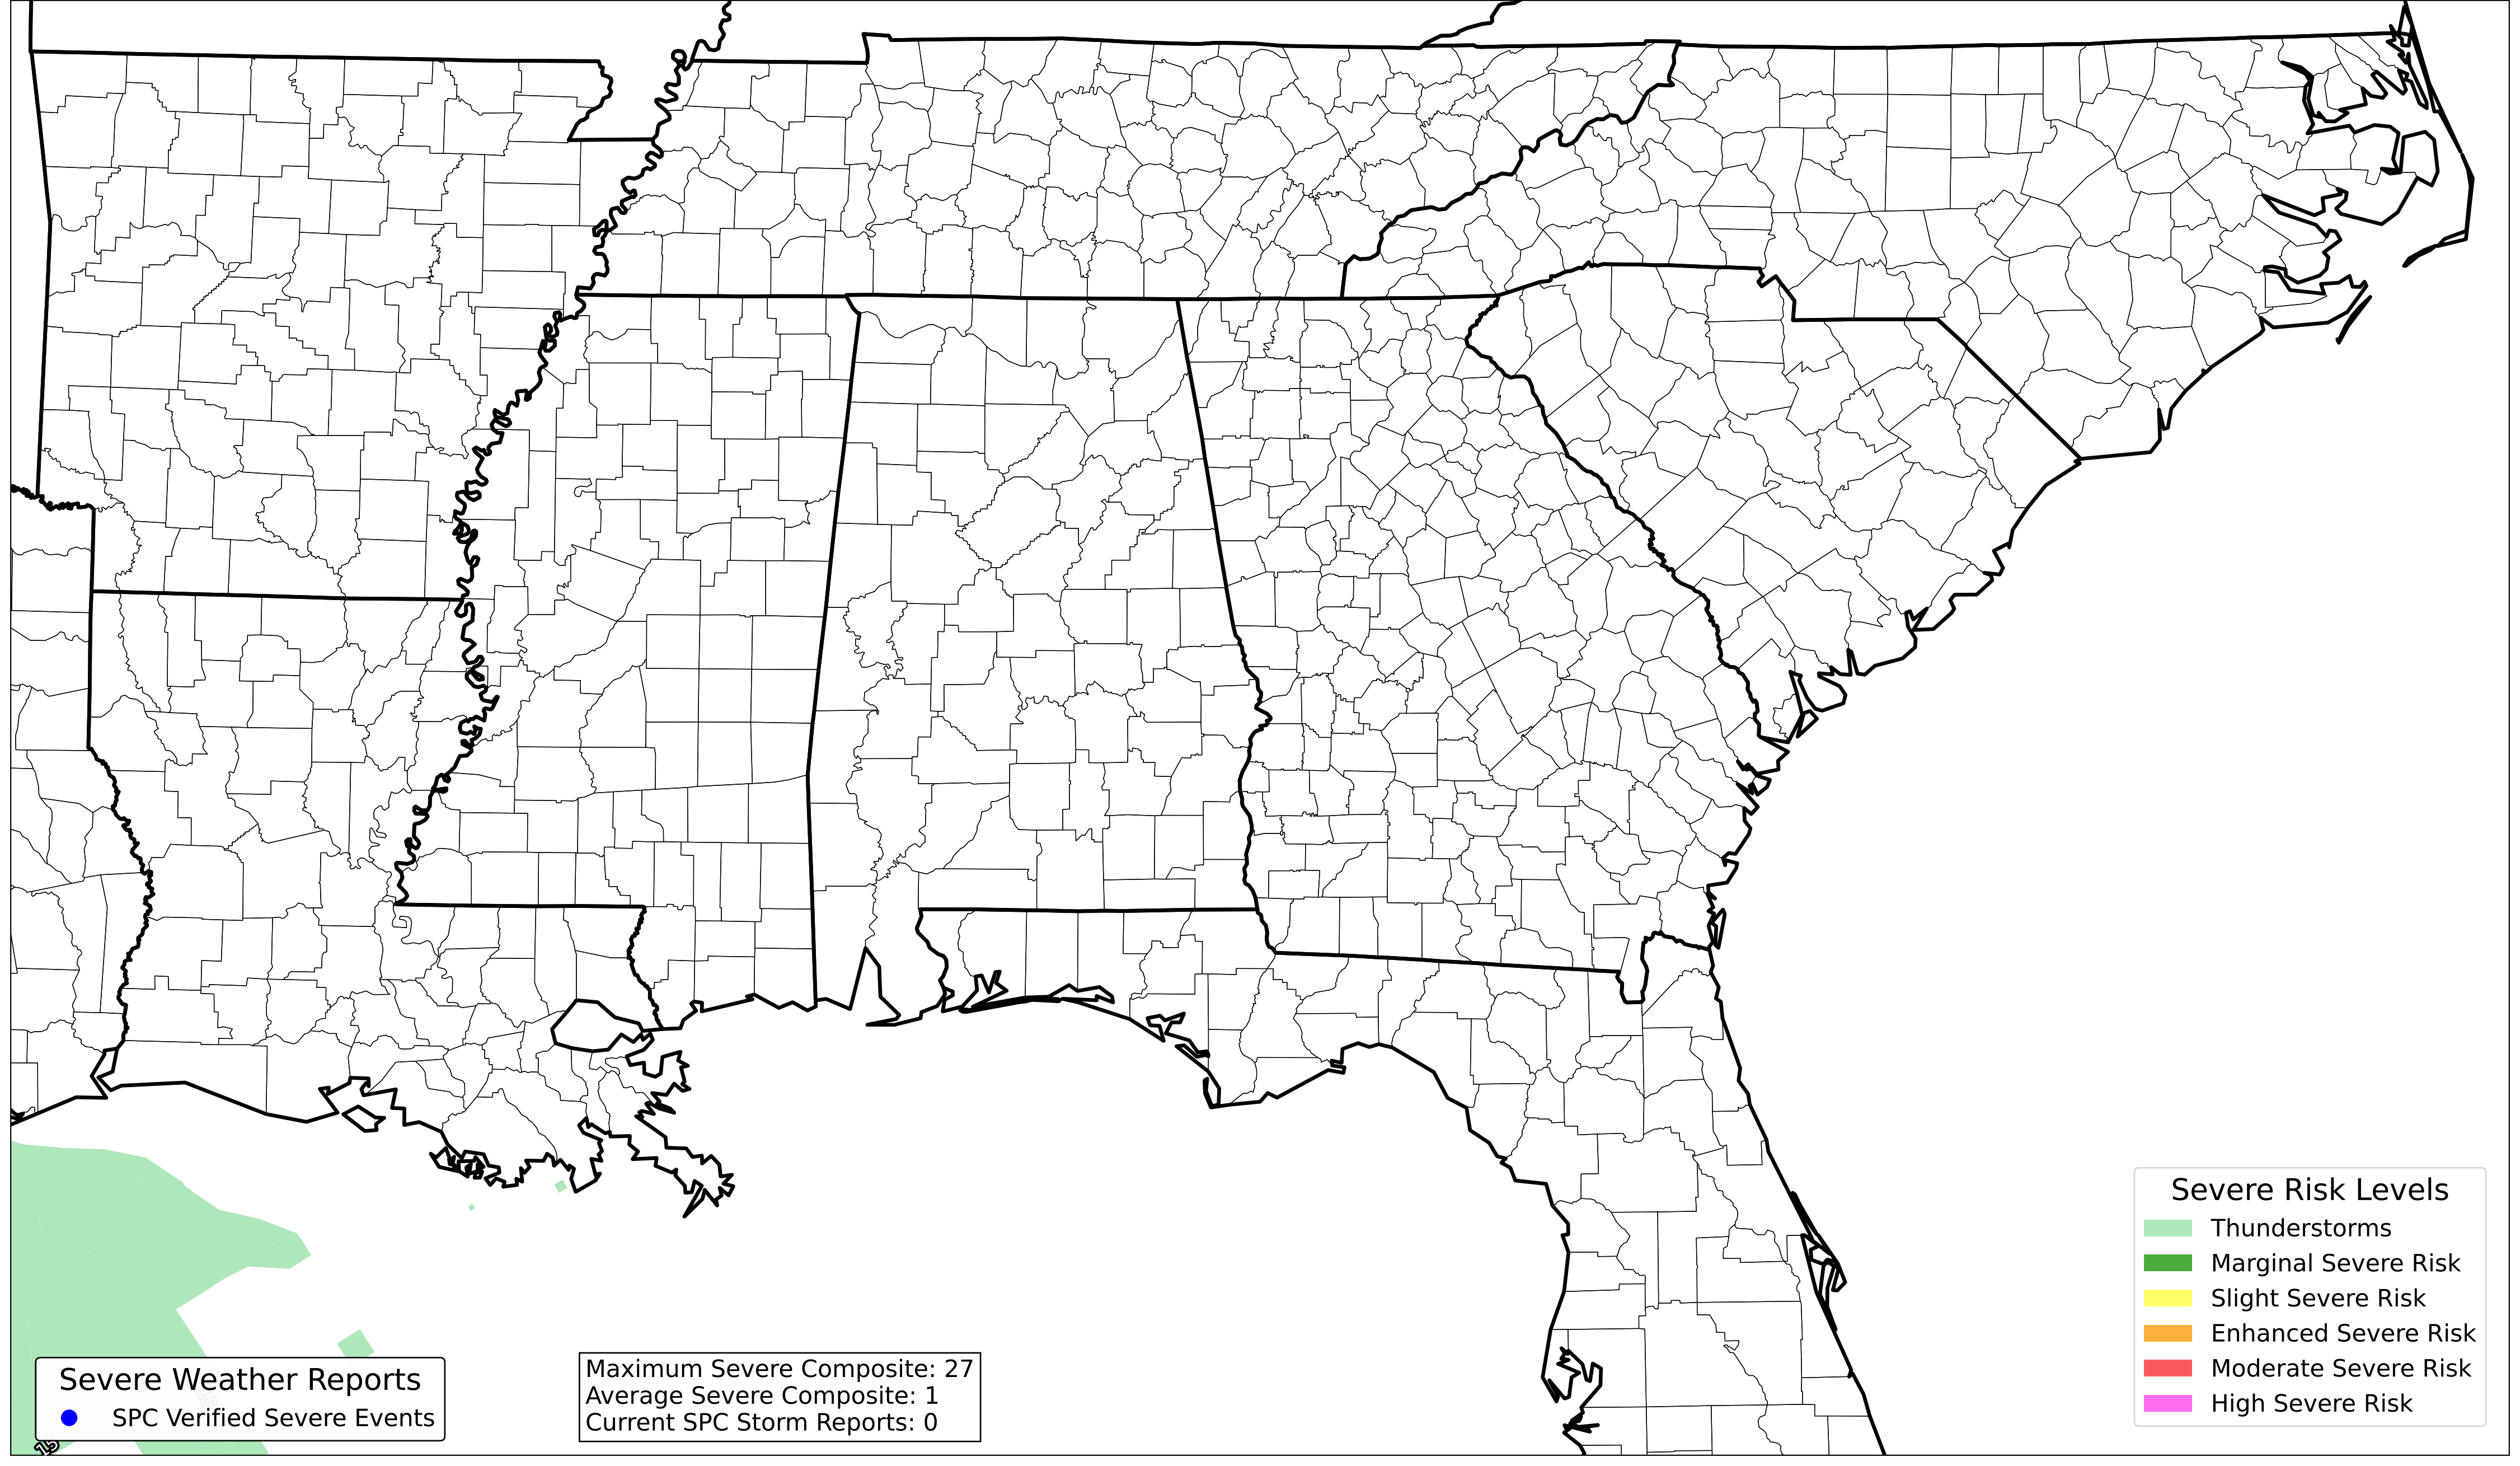 Severe Weather Reports
SPC Verified Severe Events
15
Maximum Severe Composite: 27
Average Severe Composite: 1
Current SPC Storm Reports: 0
Severe Risk Levels
Thunderstorms
Marginal Severe Risk
Slight Severe Risk
Enhanced Severe Risk
Moderate Severe Risk
High Severe Risk